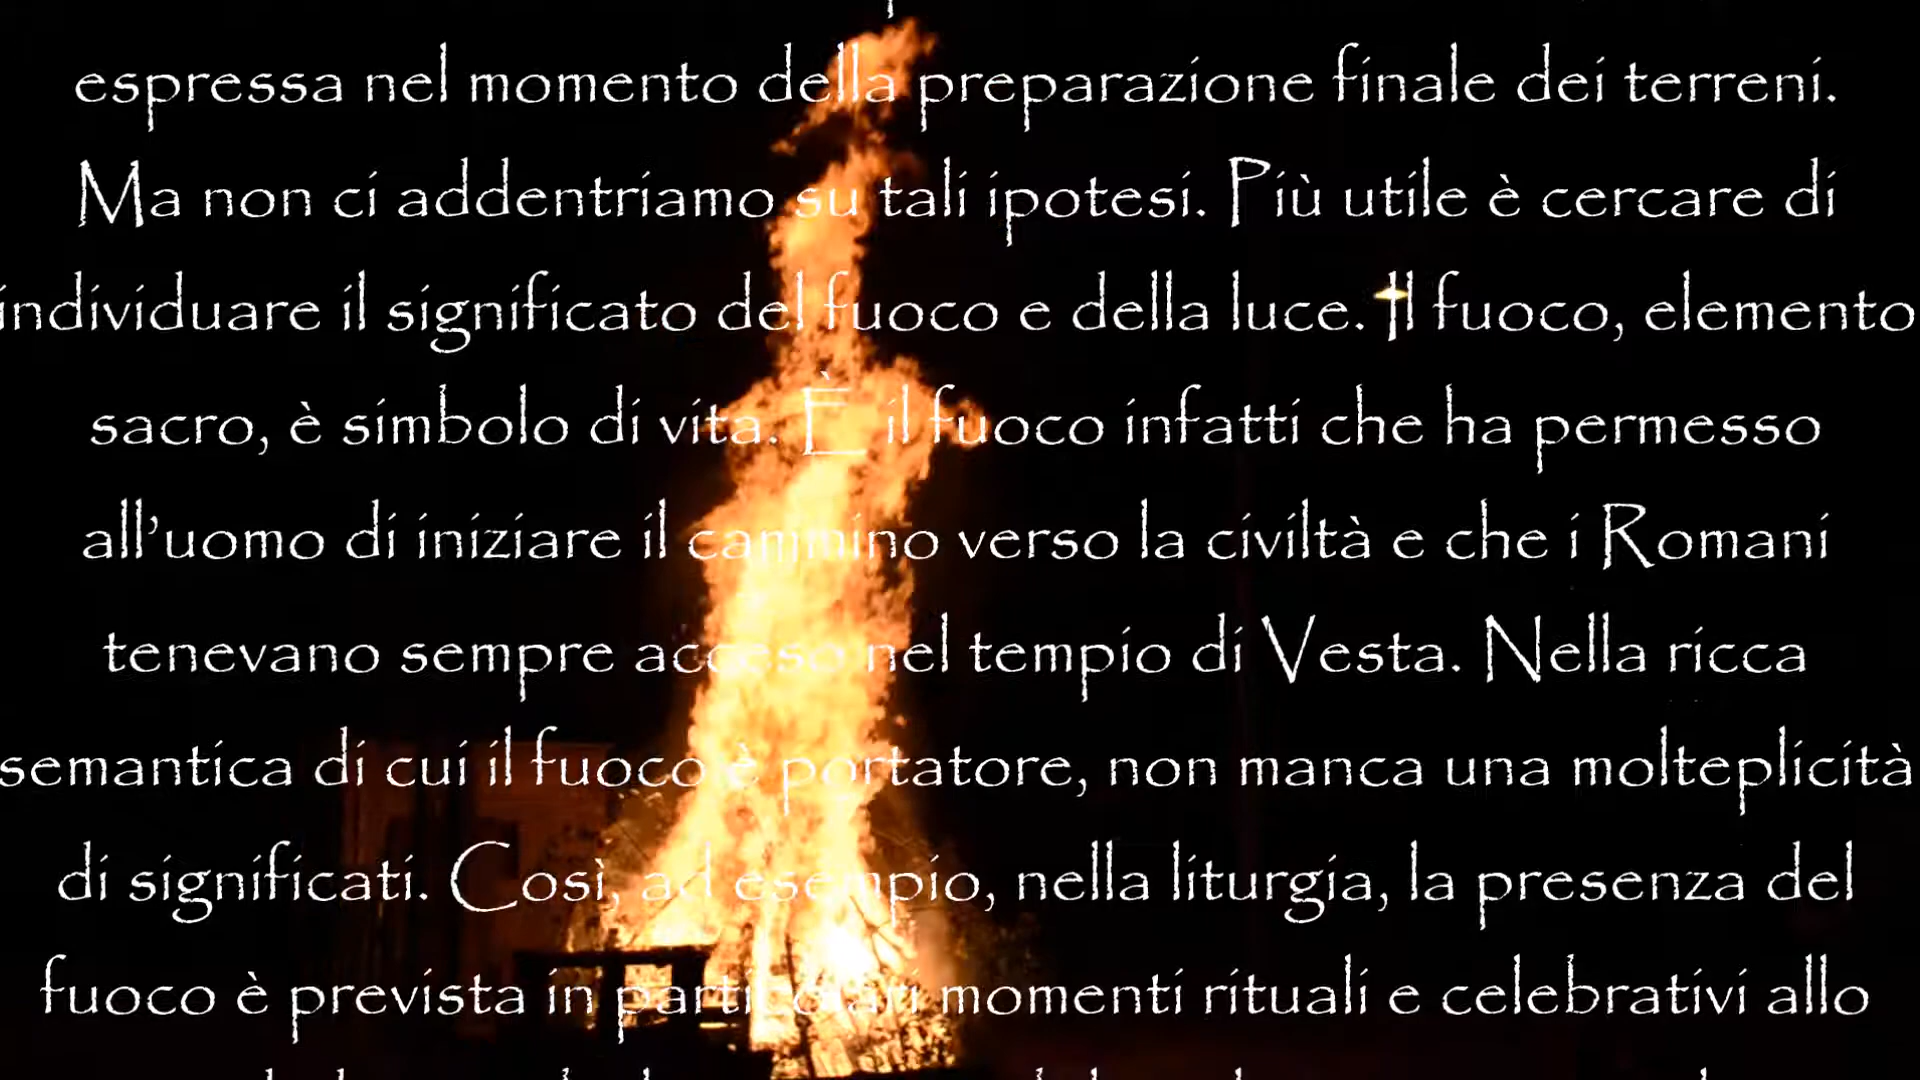 espressa nel momento della preparazione finale dei terreni.
Ma non ci addentriamo su tali ipotesi. Più utile è cercare di
individuare il significato del fuoco e della luce. Il fuoco, elemento
sacro, è simbolo di vita. È il fuoco infatti che ha permesso
all’uomo di iniziare il cammino verso la civiltà e che i Romani
tenevano sempre acceso nel tempio di Vesta. Nella ricca
semantica di cui il fuoco è portatore, non manca una molteplicità
di significati. Così, ad esempio, nella liturgia, la presenza del
fuoco è prevista in particolari momenti rituali e celebrativi allo